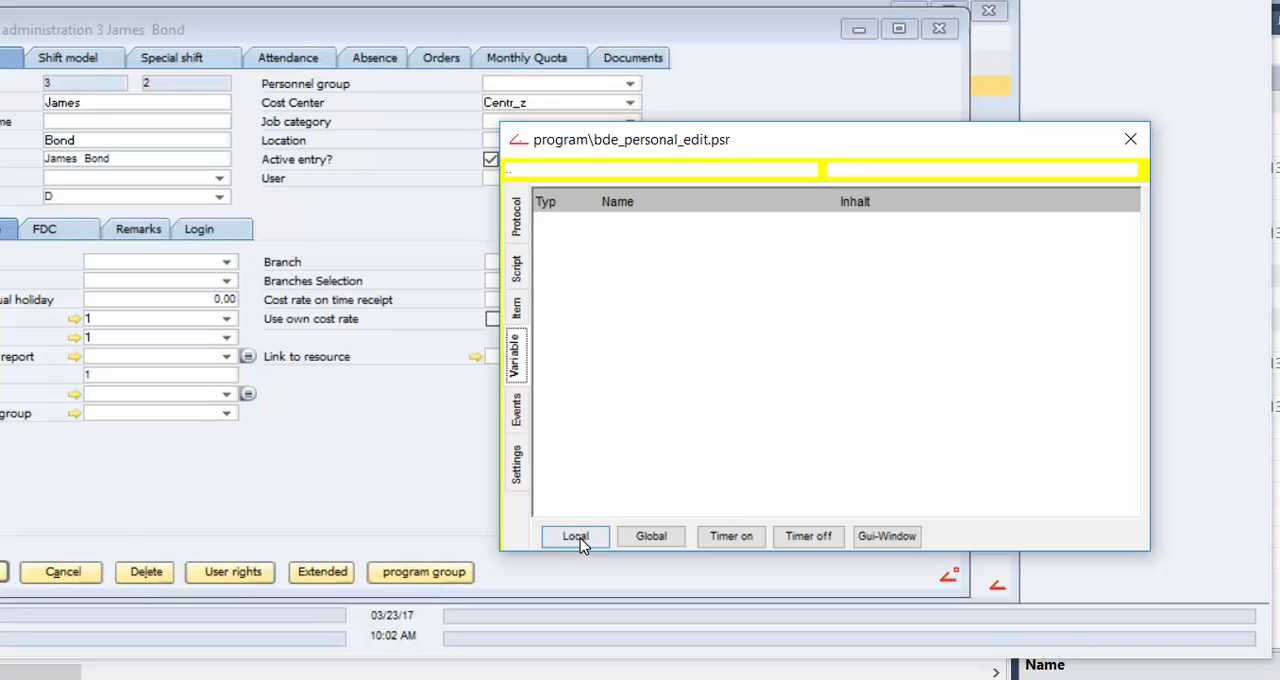 administration 3 James Bond
Shift model
Special shift
Attendance
Absence
Orders
Monthly Quota
Documents
3
2
Personnel group
James
Cost Center
Centr_z
me
Job category
Bond
Location
James Bond
Active entry?
User
D
program\bde_personal_edit.psr
..
Typ
Name
Inhalt
Protocol
Script
Item
Variable
Events
Settings
Local
Global
Timer on
Timer off
Gui-Window
FDC
Remarks
Login
Branch
Branches Selection
ual holiday
0,00
Cost rate on time receipt
1
Use own cost rate
1
report
Link to resource
1
group
Cancel
Delete
User rights
Extended
program group
03/23/17
10:02 AM
Name